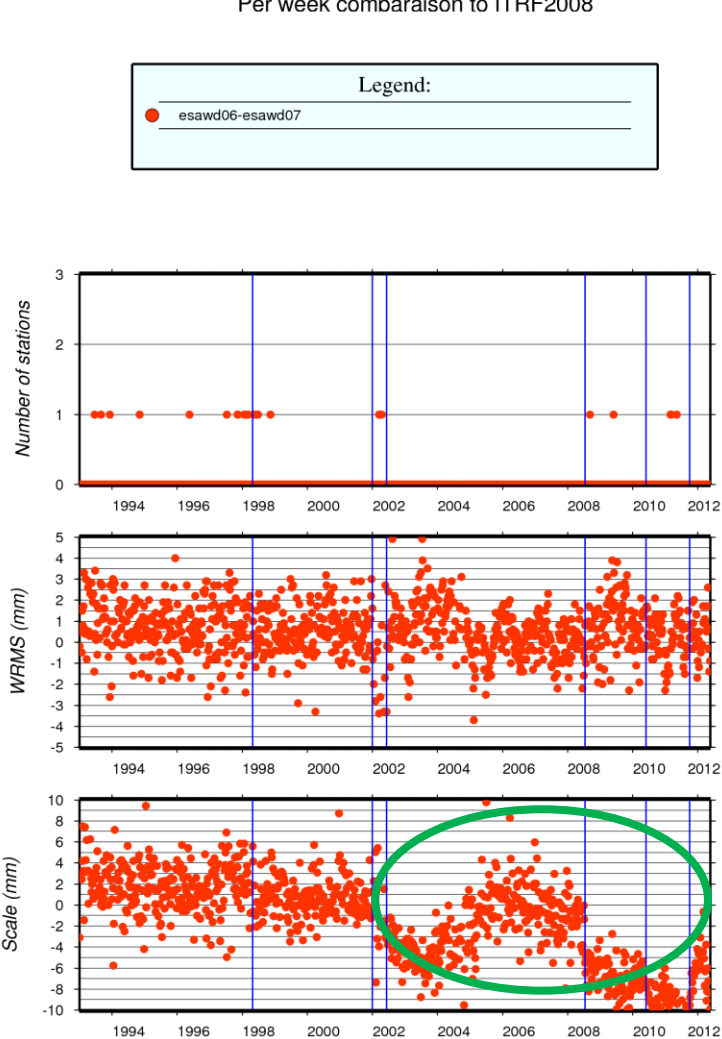 Per week combaraison to ITRF2008
Legend:
esawd06-esawd07
Number of stations
3
2
1
0
1994 1996 1998 2000 2002 2004 2006 2008 2010 2012
WRMS (mm)
5
4
3
2
1
0
-1
-2
-3
-4
-5
1994 1996 1998 2000 2002 2004 2006 2008 2010 2012
Scale (mm)
10
8
6
4
2
0
-2
-4
-6
-8
-10
1994 1996 1998 2000 2002 2004 2006 2008 2010 2012